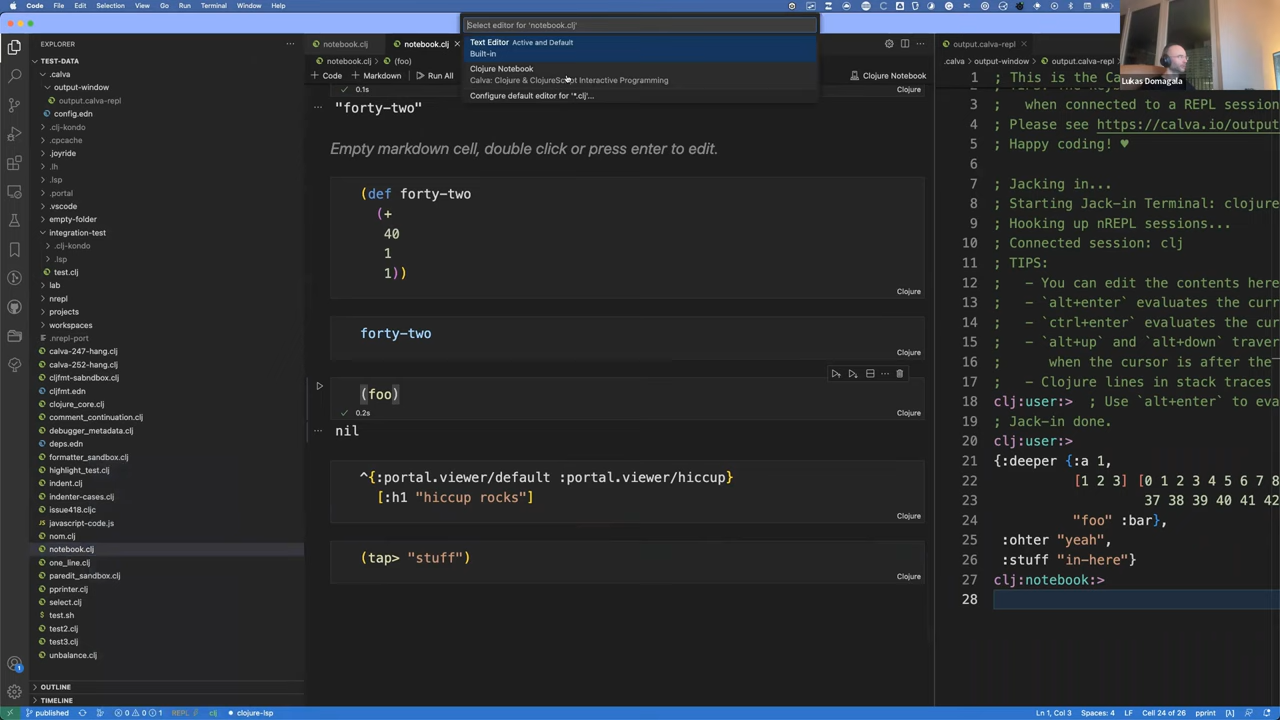 Code File Edit Selection View Go Run Terminal Window Help
Select editor for 'notebook.clj'
Text Editor Active and Default
Built-in
Clojure Notebook
Calva: Clojure & ClojureScript Interactive Programming
Configure default editor for '*.clj'...
EXPLORER
.calva
output-window
output.calva-repl
config.edn
.clj-kondo
.cpcache
.joyride
.lh
.lsp
.portal
.vscode
empty-folder
integration-test
.clj-kondo
.lsp
test.clj
lab
nrepl
projects
workspaces
.nrepl-port
calva-247-hang.clj
calva-252-hang.clj
cljfmt-sabndbox.clj
cljfmt.edn
clojure_core.clj
comment_continuation.clj
debugger_metadata.clj
deps.edn
formatter_sandbox.clj
highlight_test.clj
indent.clj
indenter-cases.clj
issue418.cljc
javascript-code.js
nom.clj
notebook.clj
one_line.clj
paredit_sandbox.clj
pprinter.clj
select.clj
test.sh
test2.clj
test3.clj
unbalance.clj
OUTLINE
TIMELINE
notebook.clj notebook.clj
notebook.clj > (foo)
+ Code + Markdown Run All Clojure Notebook
0.1s
"forty-two"
Empty markdown cell, double click or press enter to edit.
(def forty-two
(+
40
1
1))
Clojure
forty-two
Clojure
(foo)
0.2s
Clojure
nil
^{:portal.viewer/default :portal.viewer/hiccup}
[:h1 "hiccup rocks"]
Clojure
(tap> "stuff")
Clojure
output.calva-repl
.calva > output-window > output.calva-repl
1 ; This is the Ca
when connected to a REPL sessio
4 ; Please see https://calva.io/output
5 ; Happy coding! ♥
6
7 ; Jacking in...
8 ; Starting Jack-in Terminal: clojure
9 ; Hooking up nREPL sessions...
10 ; Connected session: clj
11 ; TIPS:
12 ; - You can edit the contents here
13 ; - `alt+enter` evaluates the curr
14 ; - `ctrl+enter` evaluates the cur
15 ; - `alt+up` and `alt+down` traver
16 ; when the cursor is after the
17 ; - Clojure lines in stack traces
18 clj:user:> ; Use `alt+enter` to eva
19 ; Jack-in done.
20 clj:user:>
21 {:deeper {:a 1,
22 [1 2 3] [0 1 2 3 4 5 6 7 8
23 37 38 39 40 41 42
24 "foo" :bar},
25 :ohter "yeah",
26 :stuff "in-here"}
27 clj:notebook:>
28
Lukas Domagala
published 0 0 1 REPL clj clojure-lsp
Ln 1, Col 3 Spaces: 4 LF Cell 24 of 26 pprint [λ]